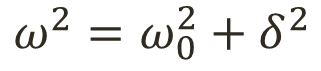 ω² = ω₀² + δ²